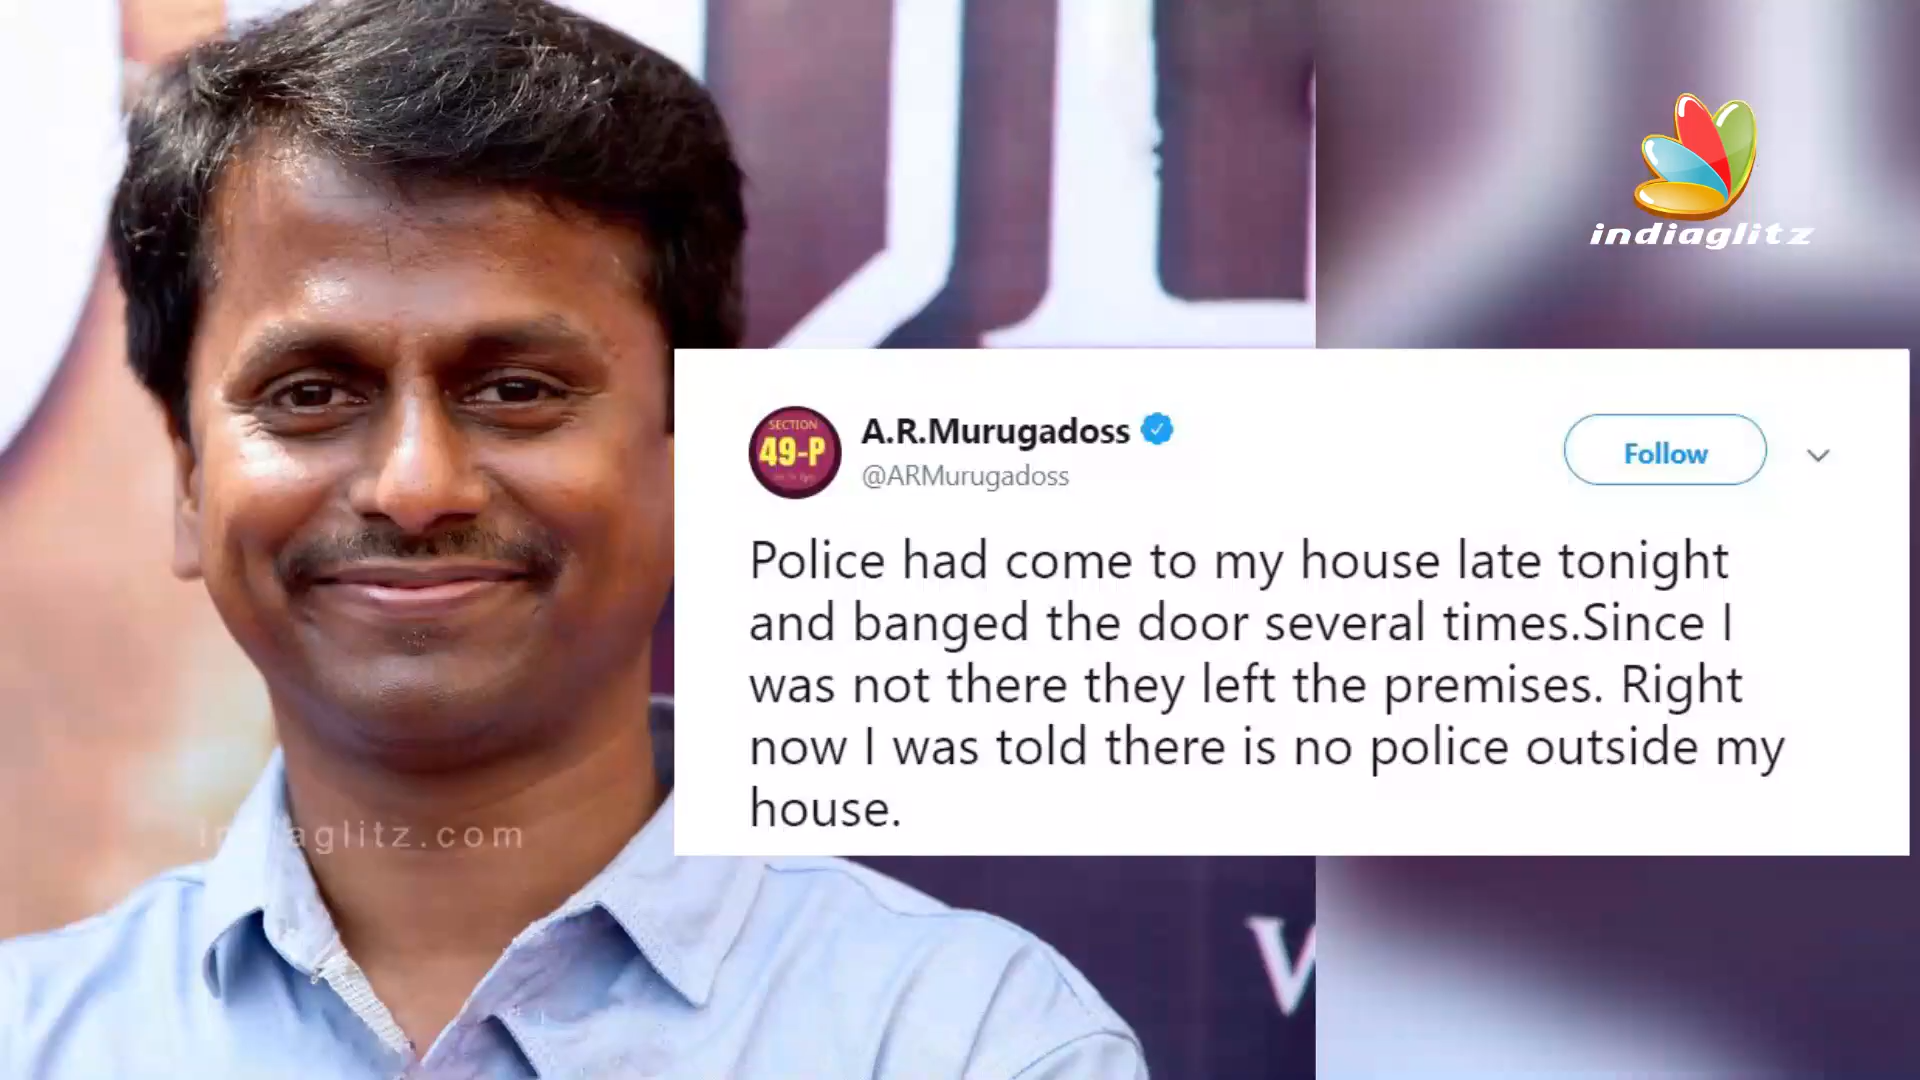 indiaglitz
SECTION
49-P
A.R.Murugadoss
@ARMurugadoss
Follow
Police had come to my house late tonight
and banged the door several times.Since I
was not there they left the premises. Right
now I was told there is no police outside my
house.
indiaglitz.com
V